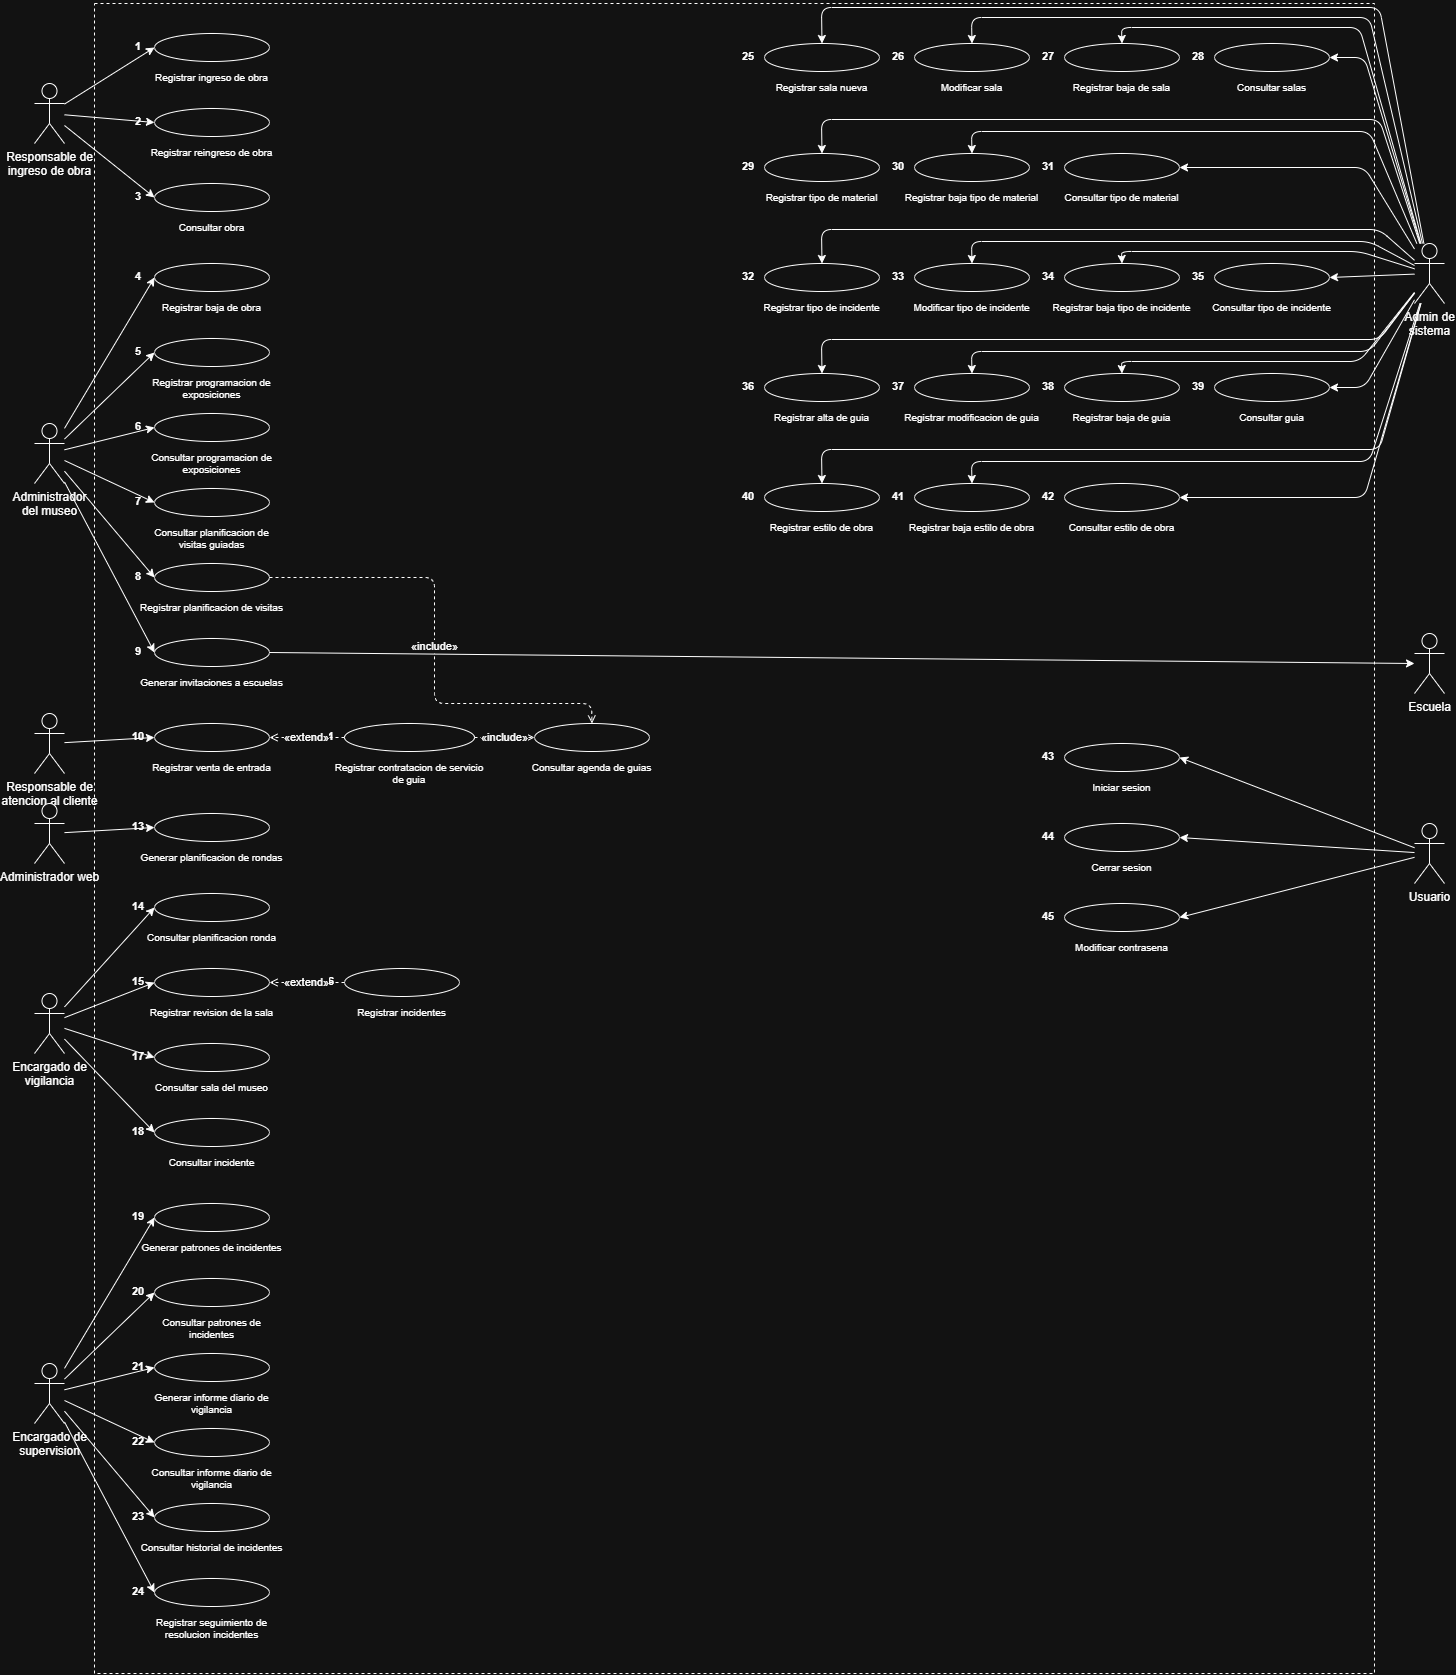 1
Registrar ingreso de obra
Responsable de
ingreso de obra
2
Registrar reingreso de obra
3
Consultar obra
4
Registrar baja de obra
5
Registrar programacion de
exposiciones
6
Consultar programacion de
exposiciones
Administrador
del museo
7
Consultar planificacion de
visitas guiadas
8
Registrar planificacion de visitas
9
Generar invitaciones a escuelas
«include»
10
Registrar venta de entrada
«extend»
1
Registrar contratacion de servicio
de guia
«include»
Consultar agenda de guias
Responsable de
atencion al cliente
13
Generar planificacion de rondas
Administrador web
14
Consultar planificacion ronda
15
Registrar revision de la sala
«extend»
6
Registrar incidentes
Encargado de
vigilancia
17
Consultar sala del museo
18
Consultar incidente
19
Generar patrones de incidentes
20
Consultar patrones de
incidentes
21
Generar informe diario de
vigilancia
Encargado de
supervision
22
Consultar informe diario de
vigilancia
23
Consultar historial de incidentes
24
Registrar seguimiento de
resolucion incidentes
25
Registrar sala nueva
26
Modificar sala
27
Registrar baja de sala
28
Consultar salas
29
Registrar tipo de material
30
Registrar baja tipo de material
31
Consultar tipo de material
32
Registrar tipo de incidente
33
Modificar tipo de incidente
34
Registrar baja tipo de incidente
35
Consultar tipo de incidente
Admin de
sistema
36
Registrar alta de guia
37
Registrar modificacion de guia
38
Registrar baja de guia
39
Consultar guia
40
Registrar estilo de obra
41
Registrar baja estilo de obra
42
Consultar estilo de obra
Escuela
43
Iniciar sesion
44
Cerrar sesion
45
Modificar contrasena
Usuario